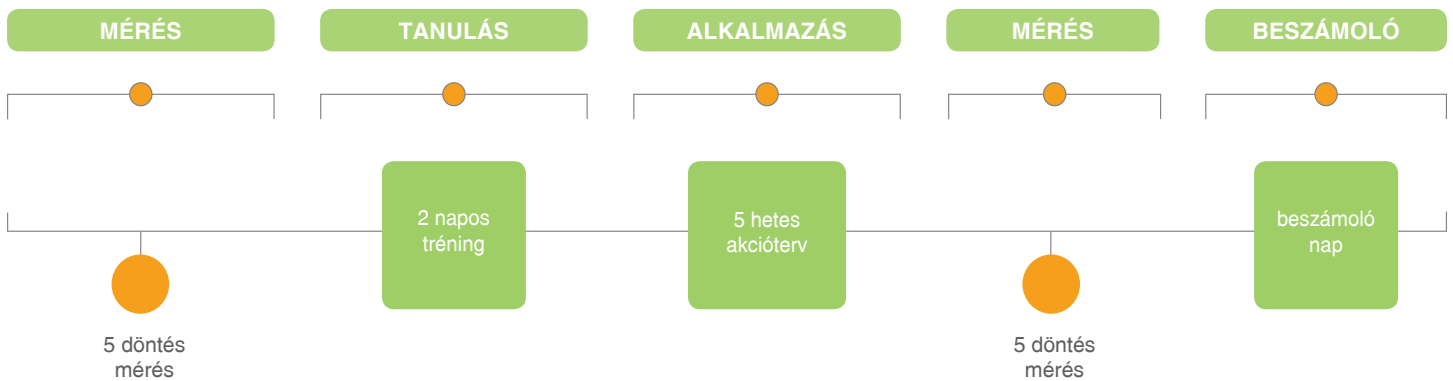 MÉRÉS
TANULÁS
ALKALMAZÁS
MÉRÉS
BESZÁMOLÓ
2 napos
tréning
5 hetes
akcióterv
beszámoló
nap
5 döntés
mérés
5 döntés
mérés